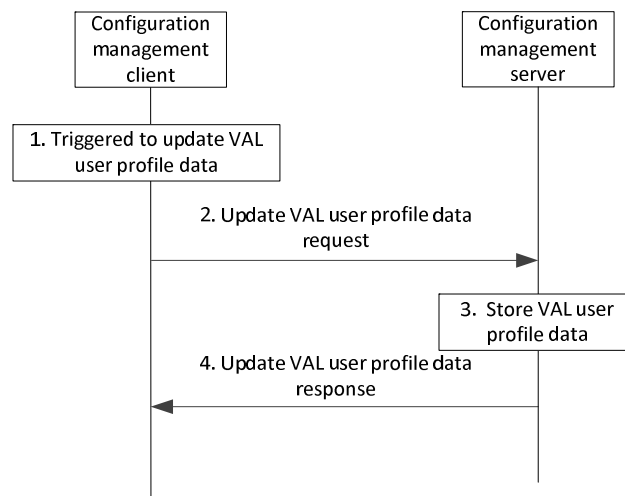 Configuration
management
client
Configuration
management
server
1. Triggered to update VAL
user profile data
2. Update VAL user profile data
request
3. Store VAL user
profile data
4. Update VAL user profile data
response